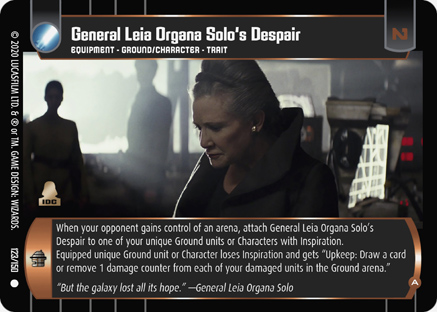 General Leia Organa Solo's Despair
EQUIPMENT - GROUND/CHARACTER - TRAIT
N
© 2020 LUCASFILM LTD. & ® OR TM. GAME DESIGN: WIZARDS.
123/150
100
When your opponent gains control of an arena, attach General Leia Organa Solo's
Despair to one of your unique Ground units or Characters with Inspiration.
Equipped unique Ground unit or Character loses Inspiration and gets "Upkeep: Draw a card
or remove 1 damage counter from each of your damaged units in the Ground arena."
"But the galaxy lost all its hope." —General Leia Organa Solo
A